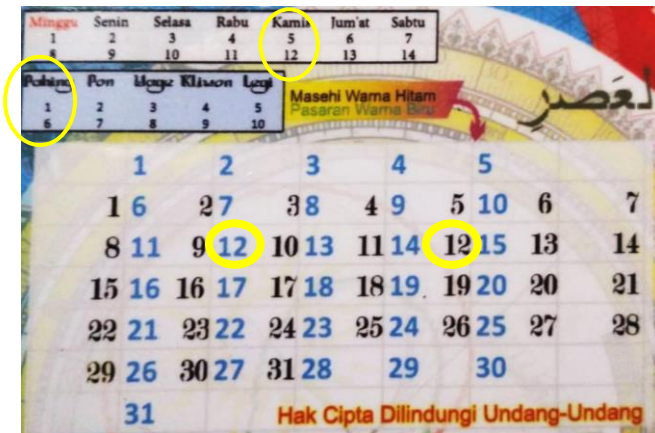 Minggu Senin Selasa Rabu Kamis Jum'at Sabtu
1 2 3 4 5 6 7
8 9 10 11 12 13 14
Pahing Pon Wage Kliwon Legi
1 2 3 4 5
6 7 8 9 10
Masehi Warna Hitam
Pasaran Warna Biru
لعَصرِ
1 2 3 4 5
1 6 2 7 3 8 4 9 5 10 6 7
8 11 9 12 10 13 11 14 12 15 13 14
15 16 16 17 17 18 18 19 19 20 20 21
22 21 23 22 24 23 25 24 26 25 27 28
29 26 30 27 31 28 29 30
31 Hak Cipta Dilindungi Undang-Undang